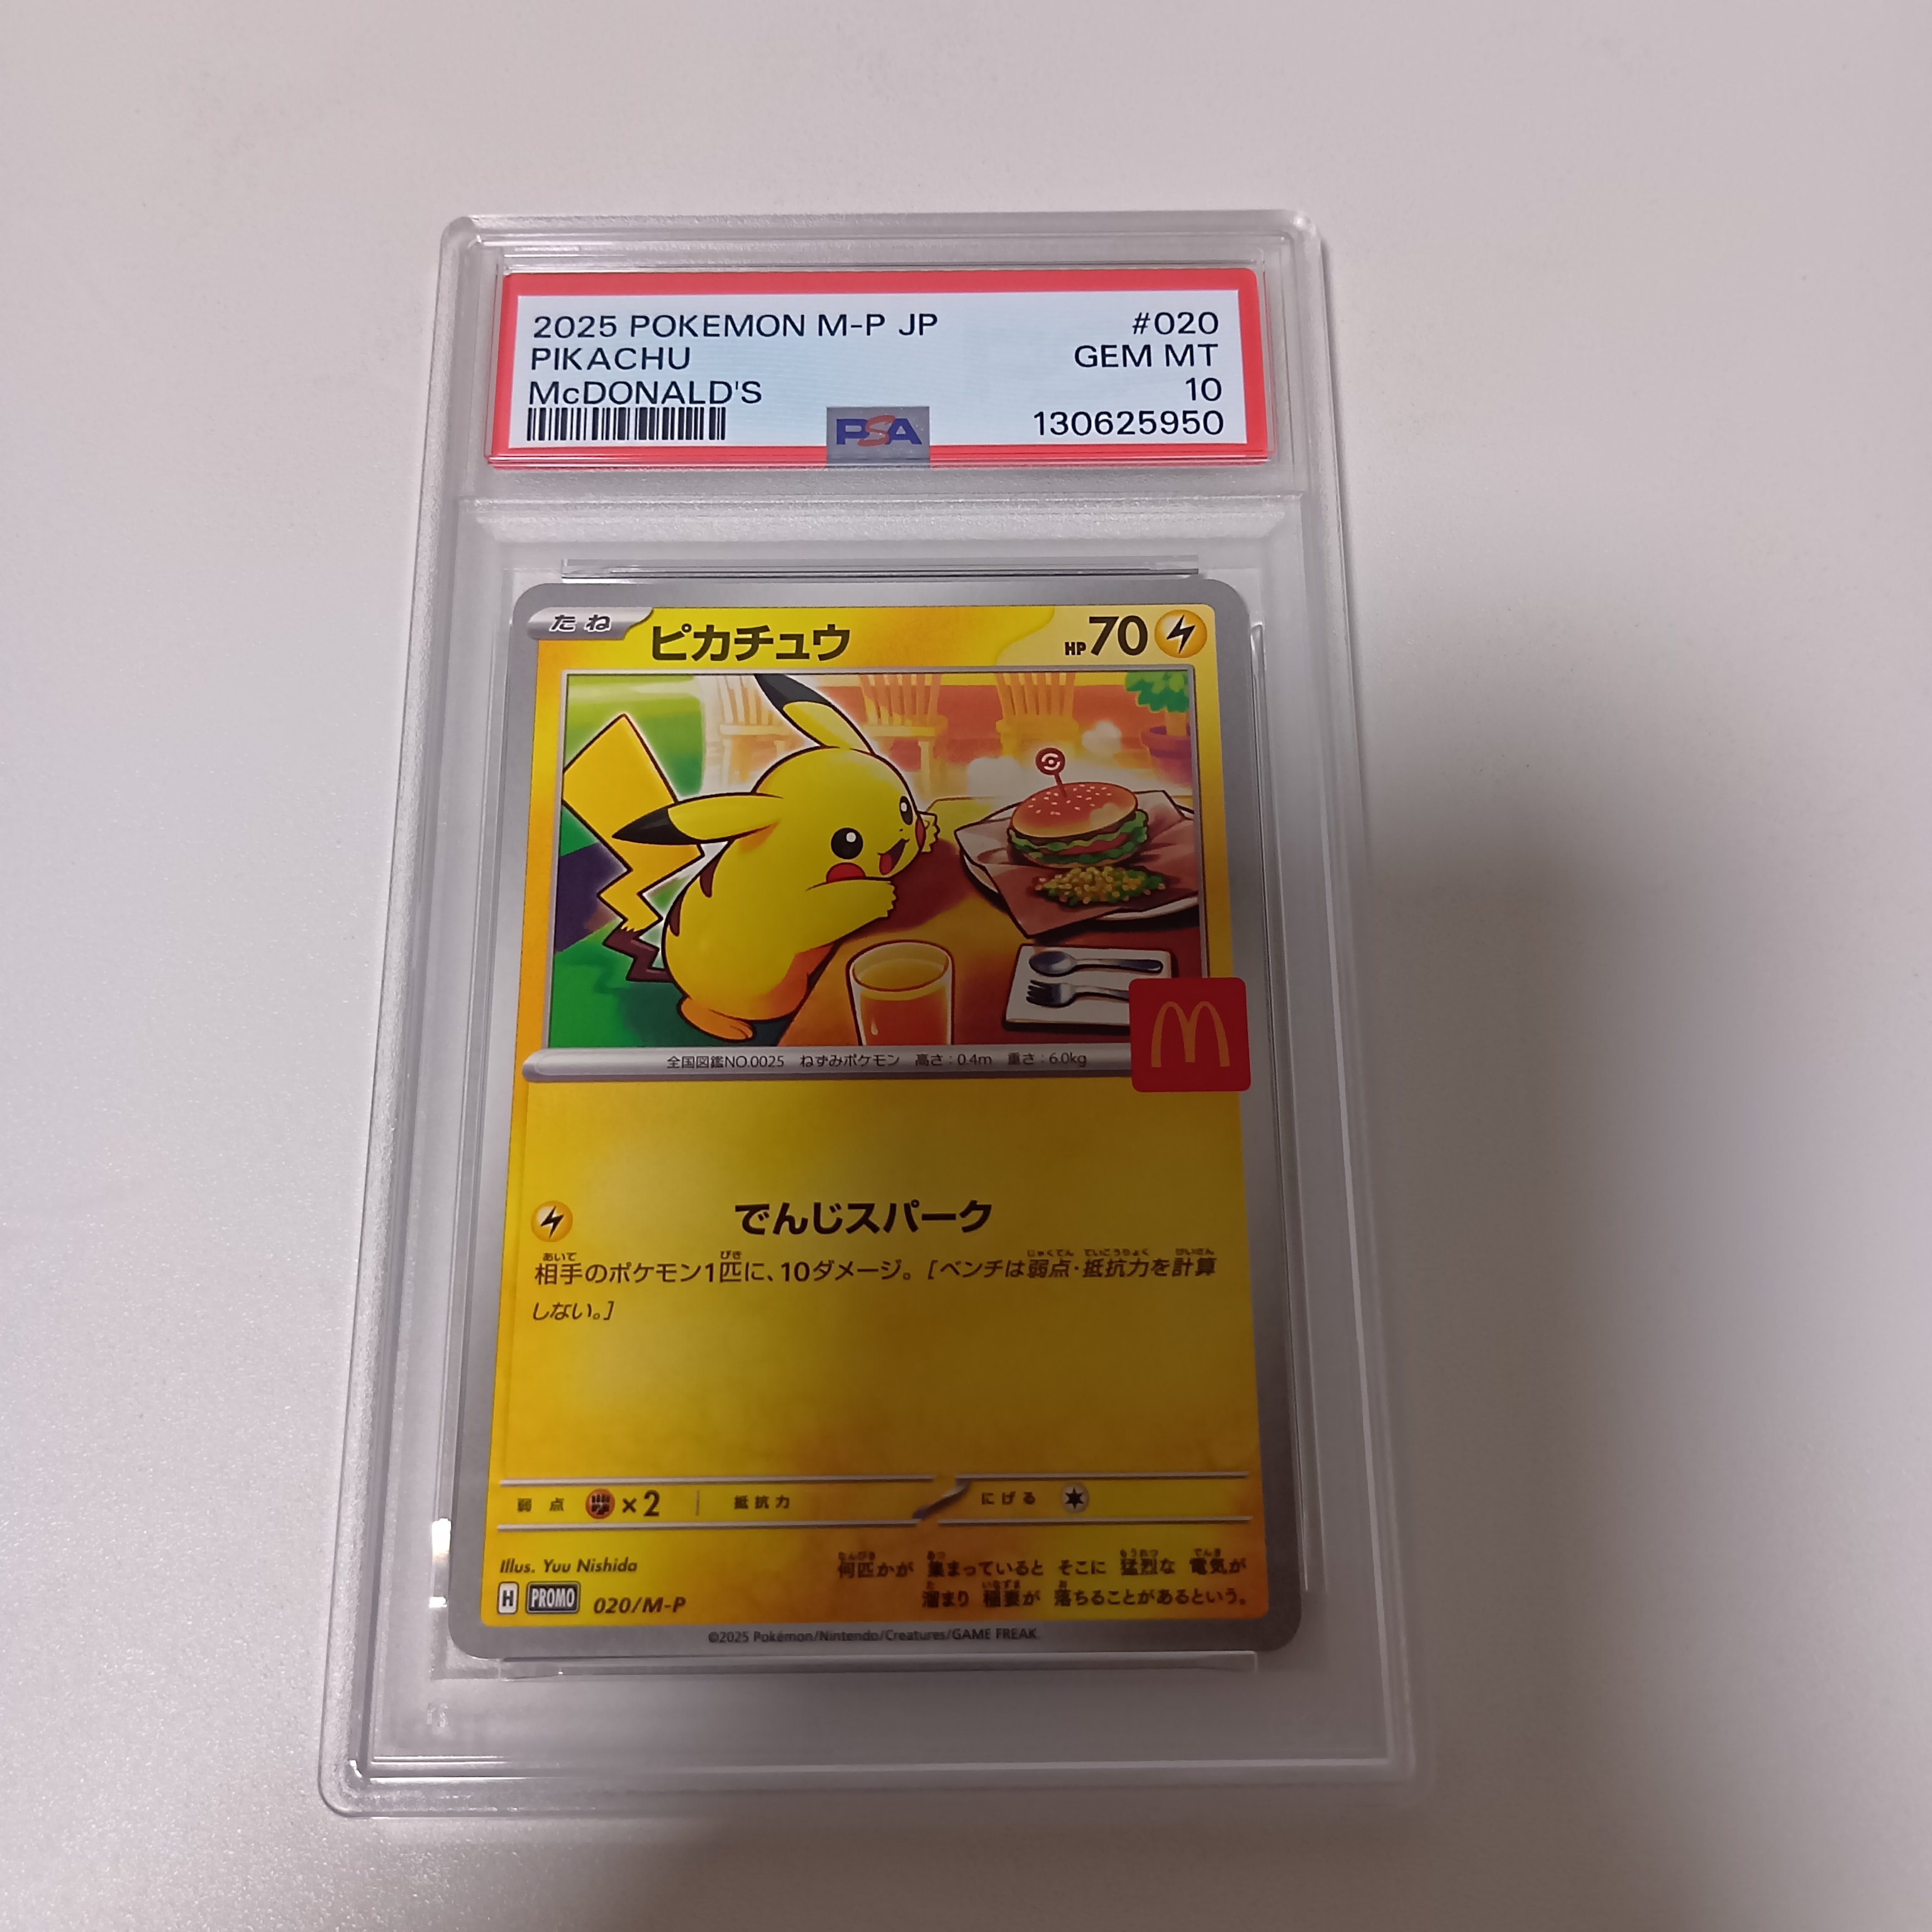 2025 POKEMON M-P JP #020
PIKACHU GEM MT
McDONALD'S 10
PSA 130625950
たね ピカチュウ HP70
全国図鑑NO.0025 ねずみポケモン 高さ:0.4m 重さ:6.0kg
でんじスパーク
相手のポケモン1匹に、10ダメージ。[ベンチは弱点・抵抗力を計算
しない。]
弱点 ×2 抵抗力 にげる
Illus. Yuu Nishida
何匹かが 集まっていると そこに 猛烈な 電気が
溜まり 稲妻が 落ちることがあるという。
H PROMO 020/M-P
©2025 Pokémon/Nintendo/Creatures/GAME FREAK